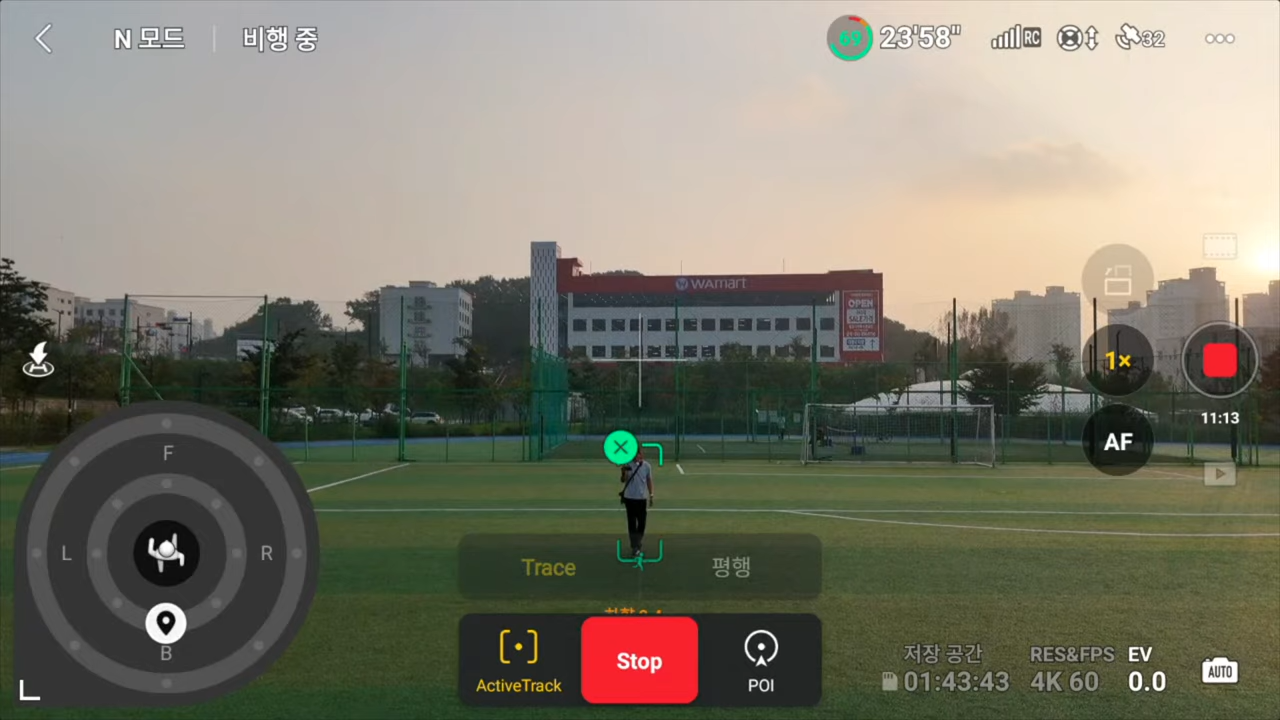 N 모드 비행 중
69 23'58" RC 32
WAmart
OPEN
1×
11:13
AF
F
L R
B
Trace 평행
ActiveTrack Stop POI
저장 공간 RES&FPS EV
01:43:43 4K 60 0.0
AUTO